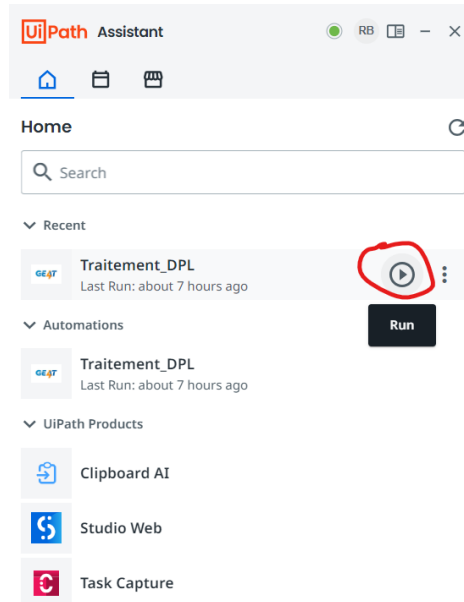 UiPath Assistant
RB
Home
Search
Recent
GEAT
Traitement_DPL
Last Run: about 7 hours ago
Run
Automations
GEAT
Traitement_DPL
Last Run: about 7 hours ago
UiPath Products
Clipboard AI
Studio Web
Task Capture